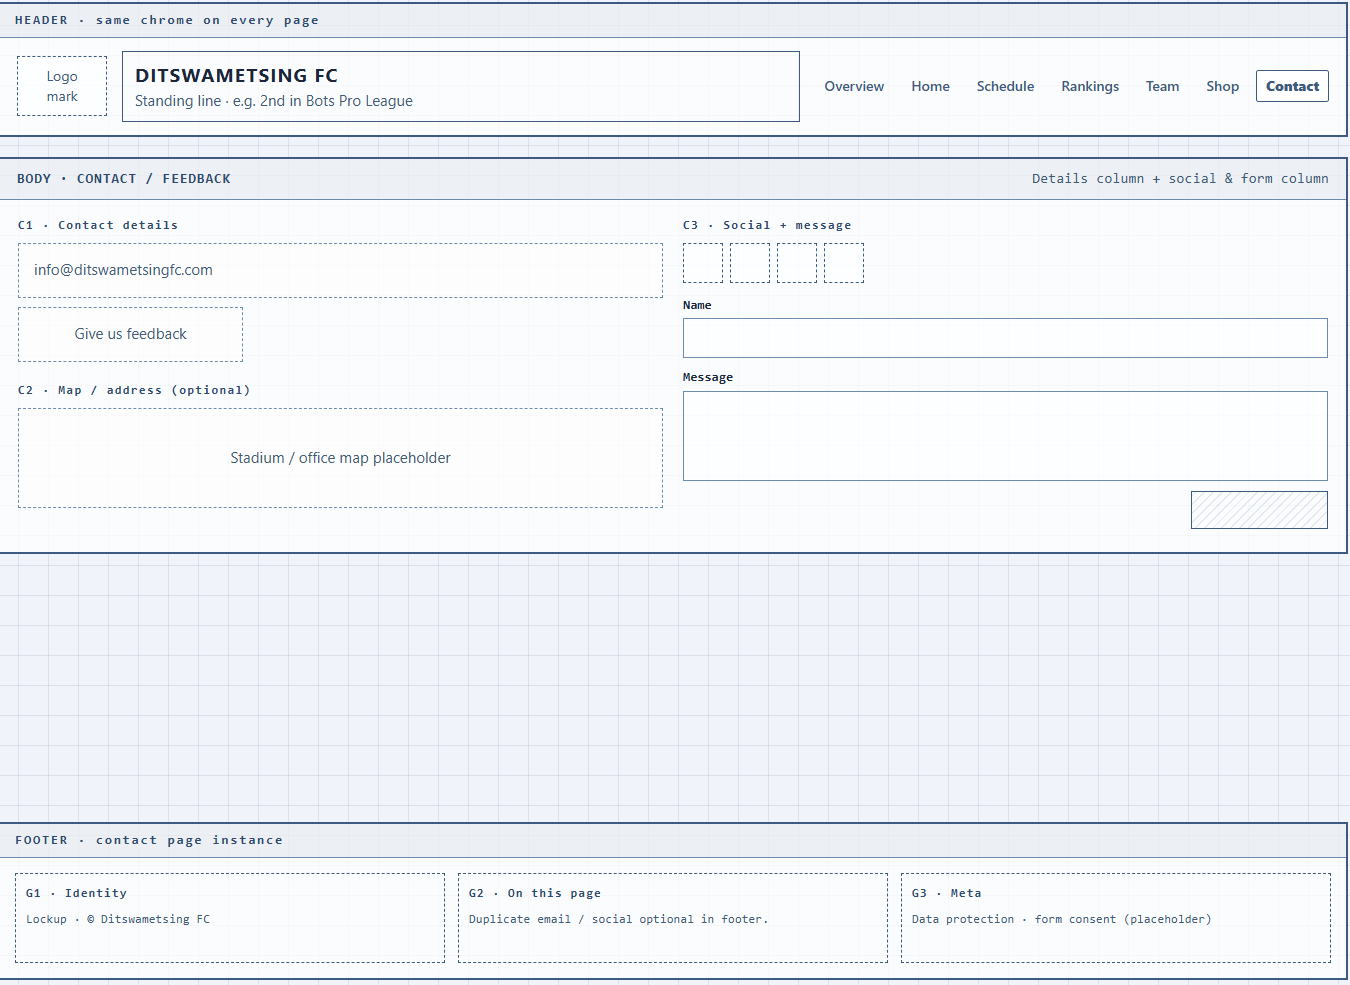 HEADER · same chrome on every page
Logo
mark
DITSWAMETSING FC
Standing line · e.g. 2nd in Bots Pro League
Overview Home Schedule Rankings Team Shop Contact
BODY · CONTACT / FEEDBACK
Details column + social & form column
C1 · Contact details
info@ditswametsingfc.com
Give us feedback
C2 · Map / address (optional)
Stadium / office map placeholder
C3 · Social + message
Name
Message
FOOTER · contact page instance
G1 · Identity
Lockup · © Ditswametsing FC
G2 · On this page
Duplicate email / social optional in footer.
G3 · Meta
Data protection · form consent (placeholder)